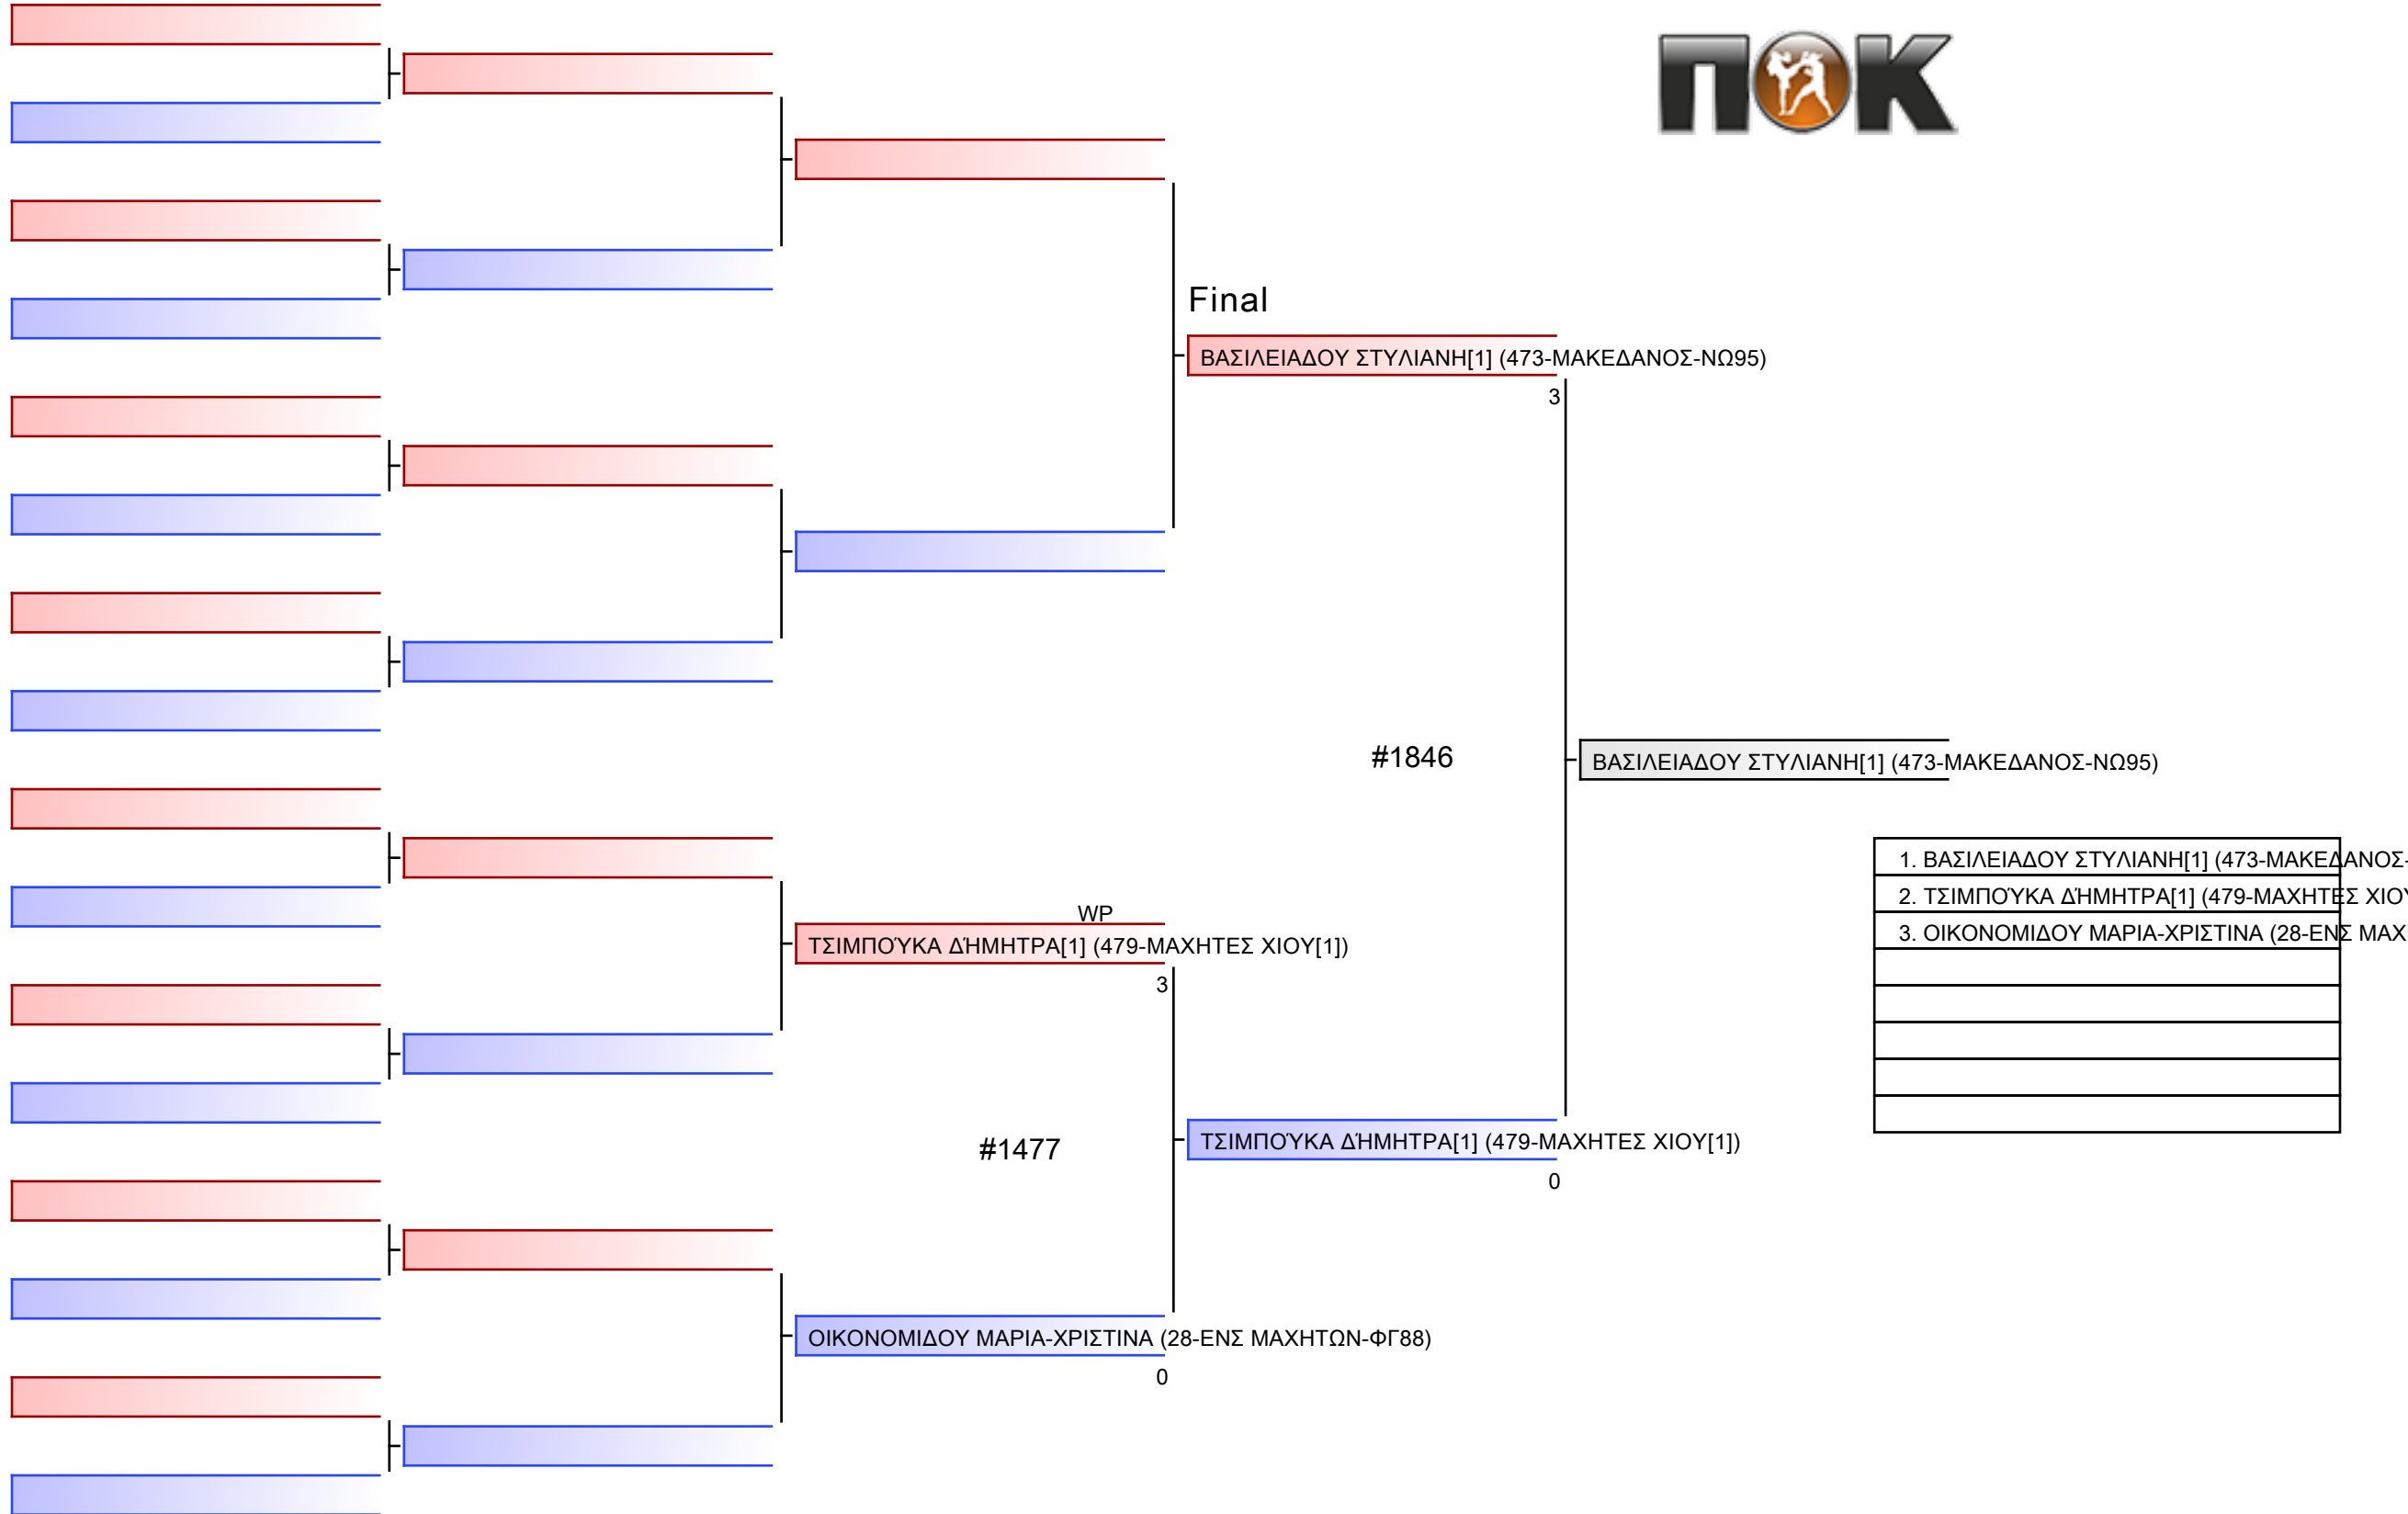 ΠΟΚ
Final
ΒΑΣΙΛΕΙΑΔΟΥ ΣΤΥΛΙΑΝΗ[1] (473-ΜΑΚΕΔΑΝΟΣ-ΝΩ95)
3
#1846
ΒΑΣΙΛΕΙΑΔΟΥ ΣΤΥΛΙΑΝΗ[1] (473-ΜΑΚΕΔΑΝΟΣ-ΝΩ95)
1. ΒΑΣΙΛΕΙΑΔΟΥ ΣΤΥΛΙΑΝΗ[1] (473-ΜΑΚΕΔΑΝΟΣ-
2. ΤΣΙΜΠΟΎΚΑ ΔΉΜΗΤΡΑ[1] (479-ΜΑΧΗΤΕΣ ΧΙΟΥ
3. ΟΙΚΟΝΟΜΙΔΟΥ ΜΑΡΙΑ-ΧΡΙΣΤΙΝΑ (28-ΕΝΣ ΜΑΧ
WP
ΤΣΙΜΠΟΎΚΑ ΔΉΜΗΤΡΑ[1] (479-ΜΑΧΗΤΕΣ ΧΙΟΥ[1])
3
#1477
ΤΣΙΜΠΟΎΚΑ ΔΉΜΗΤΡΑ[1] (479-ΜΑΧΗΤΕΣ ΧΙΟΥ[1])
0
ΟΙΚΟΝΟΜΙΔΟΥ ΜΑΡΙΑ-ΧΡΙΣΤΙΝΑ (28-ΕΝΣ ΜΑΧΗΤΩΝ-ΦΓ88)
0